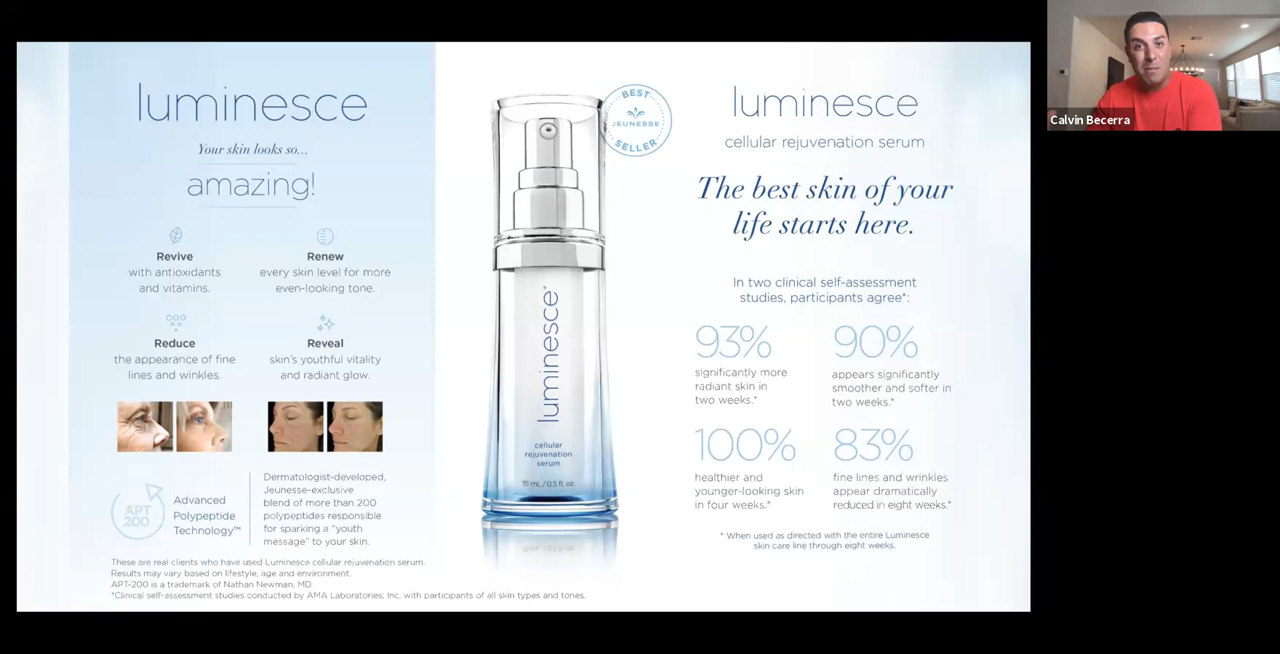 luminesce
Your skin looks so...
amazing!
Revive
with antioxidants
and vitamins.
Renew
every skin level for more
even-looking tone.
Reduce
the appearance of fine
lines and winkles.
Reveal
skin's youthful vitality
and radiant glow.
APT
200
Advanced
Polypeptide
Technology™
Dermatologist-developed,
Jeunesse-exclusive
blend of more than 200
polypeptides responsible
for sparking a "youth
message" to your skin.
These are real clients who have used Luminesce cellular rejuvenation serum.
Results may vary based on lifestyle, age and environment.
APT-200 is a trademark of Nathan Newman, MD.
*Clinical self-assessment studies conducted by AMA Laboratories, Inc. with participants of all skin types and tones.
luminesce
cellular
rejuvenation
serum
15 mL / 0.5 fl. oz.
BEST
JEUNESSE
SELLER
luminesce
cellular rejuvenation serum
The best skin of your
life starts here.
In two clinical self-assessment
studies, participants agree*:
93%
significantly more
radiant skin in
two weeks.*
90%
appears significantly
smoother and softer in
two weeks.*
100%
healthier and
younger-looking skin
in four weeks.*
83%
fine lines and wrinkles
appear dramatically
reduced in eight weeks.*
* When used as directed with the entire Luminesce
skin care line through eight weeks.
Calvin Becerra